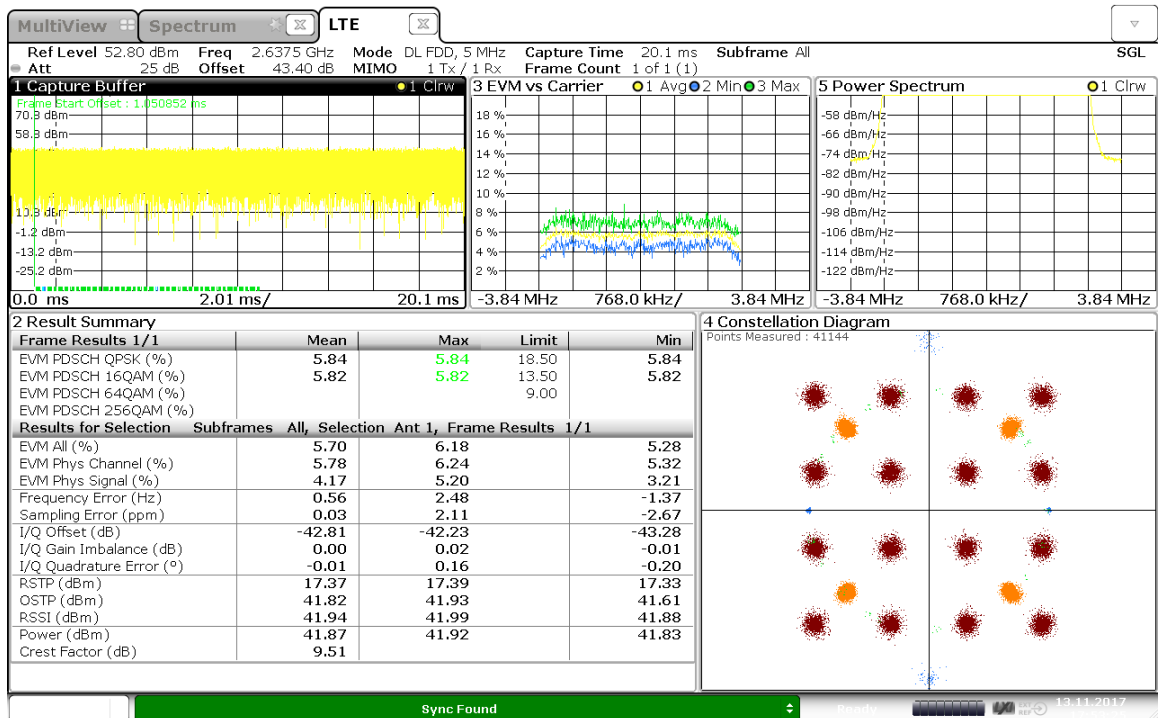 MultiView Spectrum LTE
Ref Level 52.80 dBm Freq 2.6375 GHz Mode DL FDD, 5 MHz Capture Time 20.1 ms Subframe All SGL
Att 25 dB Offset 43.40 dB MIMO 1 Tx / 1 Rx Frame Count 1 of 1 (1)
1 Capture Buffer 1 Clrw
Frame Start Offset : 1.050852 ms
70.8 dBm
58.8 dBm
10.8 dBm
-1.2 dBm
-13.2 dBm
-25.2 dBm
0.0 ms 2.01 ms/ 20.1 ms
3 EVM vs Carrier 1 Avg 2 Min 3 Max
18 %
16 %
14 %
12 %
10 %
8 %
6 %
4 %
2 %
-3.84 MHz 768.0 kHz/ 3.84 MHz
5 Power Spectrum 1 Clrw
-58 dBm/Hz
-66 dBm/Hz
-74 dBm/Hz
-82 dBm/Hz
-90 dBm/Hz
-98 dBm/Hz
-106 dBm/Hz
-114 dBm/Hz
-122 dBm/Hz
-3.84 MHz 768.0 kHz/ 3.84 MHz
2 Result Summary
Frame Results 1/1 Mean Max Limit Min
EVM PDSCH QPSK (%) 5.84 5.84 18.50 5.84
EVM PDSCH 16QAM (%) 5.82 5.82 13.50 5.82
EVM PDSCH 64QAM (%) 9.00
EVM PDSCH 256QAM (%)
Results for Selection Subframes All, Selection Ant 1, Frame Results 1/1
EVM All (%) 5.70 6.18 5.28
EVM Phys Channel (%) 5.78 6.24 5.32
EVM Phys Signal (%) 4.17 5.20 3.21
Frequency Error (Hz) 0.56 2.48 -1.37
Sampling Error (ppm) 0.03 2.11 -2.67
I/Q Offset (dB) -42.81 -42.23 -43.28
I/Q Gain Imbalance (dB) 0.00 0.02 -0.01
I/Q Quadrature Error (º) -0.01 0.16 -0.20
RSTP (dBm) 17.37 17.39 17.33
OSTP (dBm) 41.82 41.93 41.61
RSSI (dBm) 41.94 41.99 41.88
Power (dBm) 41.87 41.92 41.83
Crest Factor (dB) 9.51
4 Constellation Diagram
Points Measured : 41144
Sync Found Ready LXI EXT REF 13.11.2017